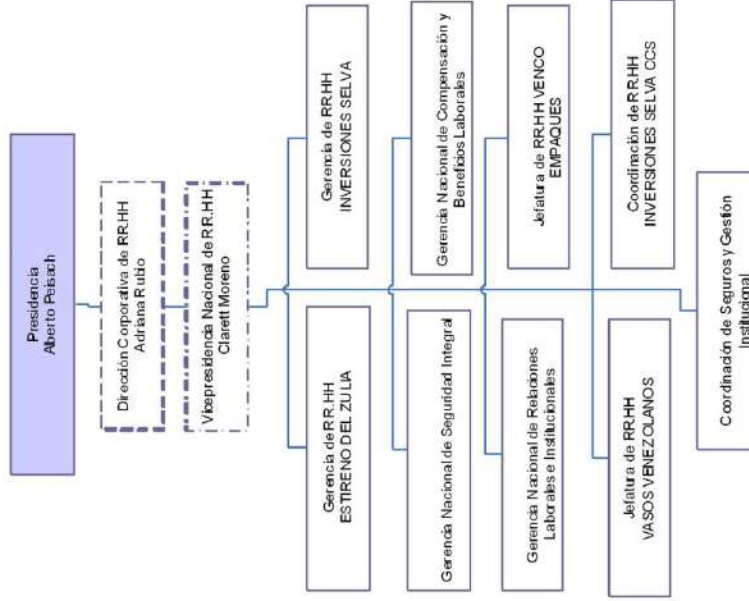 Presidencia
Alberto Peisach
Dirección Corporativa de RR.HH
Adriana Rubio
Vicepresidencia Nacional de RR.HH
Clarett Moreno
Gerencia de RR.HH
ESTIRENO DEL ZULIA
Gerencia de RR.HH
INVERSIONES SELVA
Gerencia Nacional de Seguridad Integral
Gerencia Nacional de Compensación y
Beneficios Laborales
Gerencia Nacional de Relaciones
Laborales e Institucionales
Jefatura de RR.HH VENCO
EMPAQUES
Jefatura de RR.HH
VASOS VENEZOLANOS
Coordinación de RR.HH
INVERSIONES SELVA CCS
Coordinación de Seguros y Gestión
Institucional